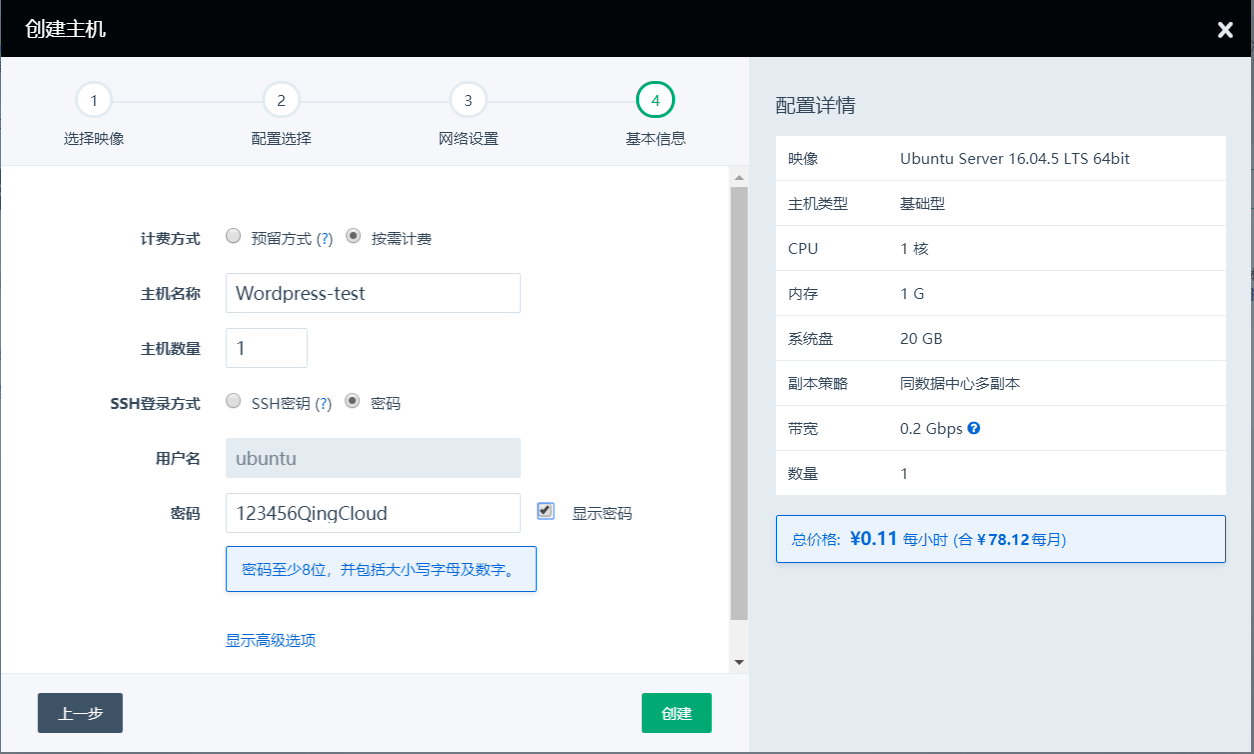 创建主机
1
2
3
4
选择映像
配置选择
网络设置
基本信息
计费方式 预留方式 (?) 按需计费
主机名称 Wordpress-test
主机数量 1
SSH登录方式 SSH密钥 (?) 密码
用户名 ubuntu
密码 123456QingCloud 显示密码
密码至少8位，并包括大小写字母及数字。
显示高级选项
上一步
创建
配置详情
映像 Ubuntu Server 16.04.5 LTS 64bit
主机类型 基础型
CPU 1 核
内存 1 G
系统盘 20 GB
副本策略 同数据中心多副本
带宽 0.2 Gbps ?
数量 1
总价格: ¥0.11 每小时 (合 ¥78.12每月)